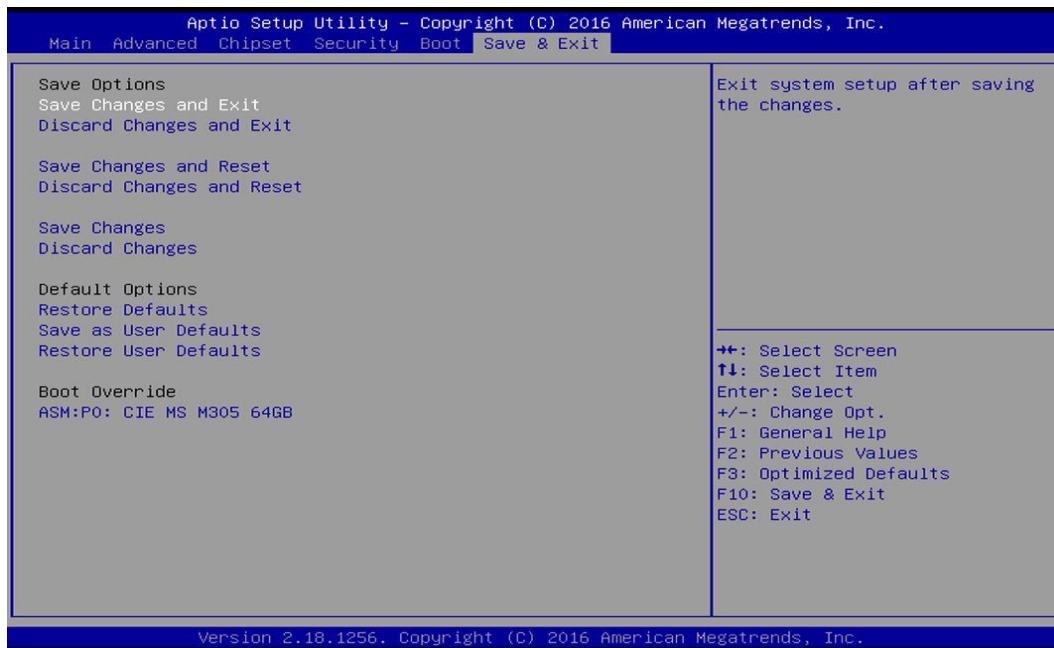 Aptio Setup Utility – Copyright (C) 2016 American Megatrends, Inc.
Main Advanced Chipset Security Boot Save & Exit
Save Options
Save Changes and Exit
Discard Changes and Exit
Save Changes and Reset
Discard Changes and Reset
Save Changes
Discard Changes
Default Options
Restore Defaults
Save as User Defaults
Restore User Defaults
Boot Override
ASM:P0: CIE MS M305 64GB
Exit system setup after saving
the changes.
→←: Select Screen
↑↓: Select Item
Enter: Select
+/-: Change Opt.
F1: General Help
F2: Previous Values
F3: Optimized Defaults
F10: Save & Exit
ESC: Exit
Version 2.18.1256. Copyright (C) 2016 American Megatrends, Inc.